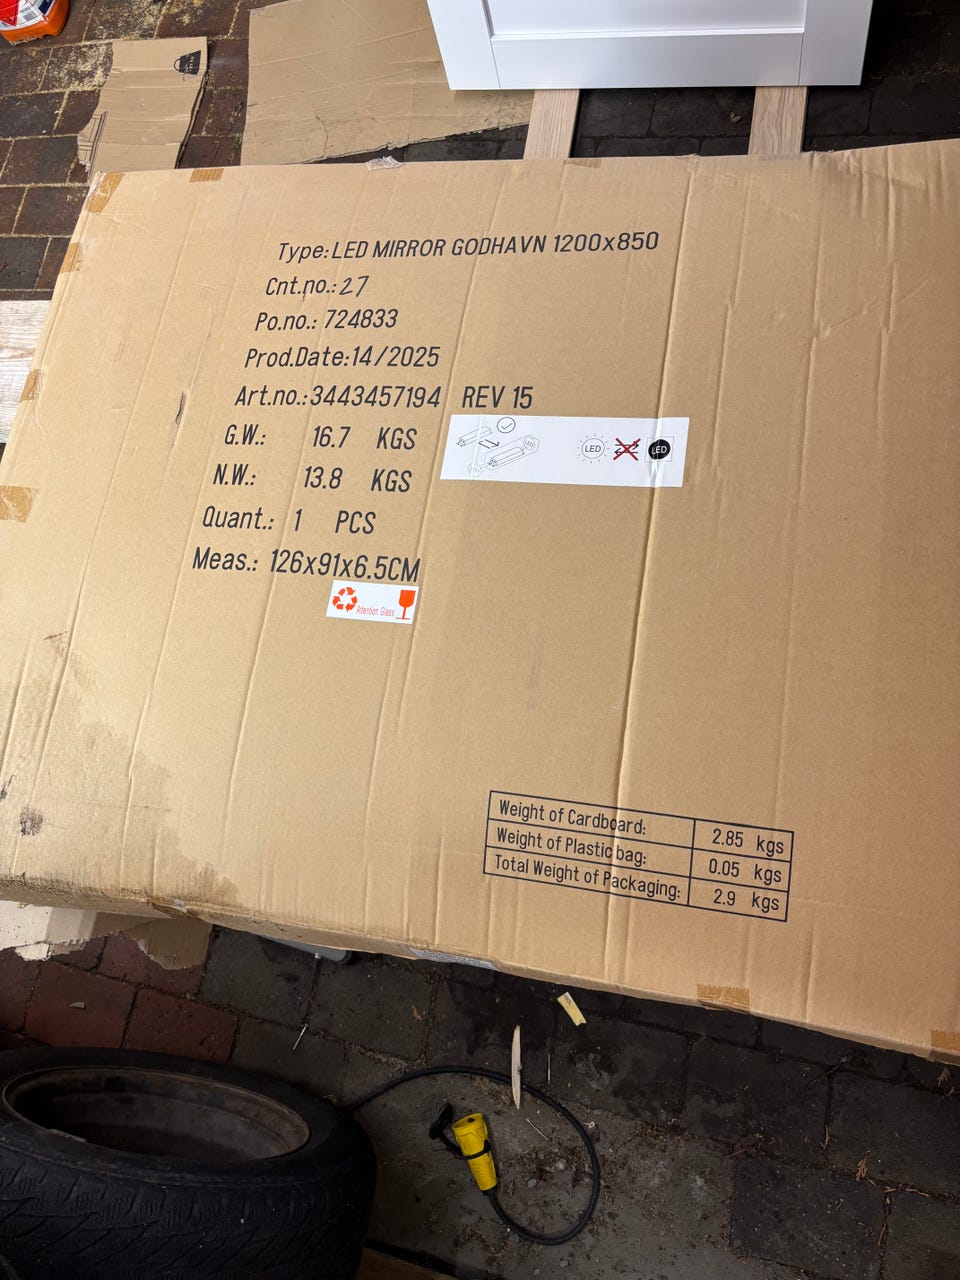 Type: LED MIRROR GODHAVN 1200x850
Cnt.no.: 27
Po.no.: 724833
Prod.Date: 14/2025
Art.no.: 3443457194 REV 15
G.W.: 16.7 KGS
N.W.: 13.8 KGS
Quant.: 1 PCS
Meas.: 126x91x6.5CM
LED
LED LED
Attention Glass
Weight of Cardboard: 2.85 kgs
Weight of Plastic bag: 0.05 kgs
Total Weight of Packaging: 2.9 kgs